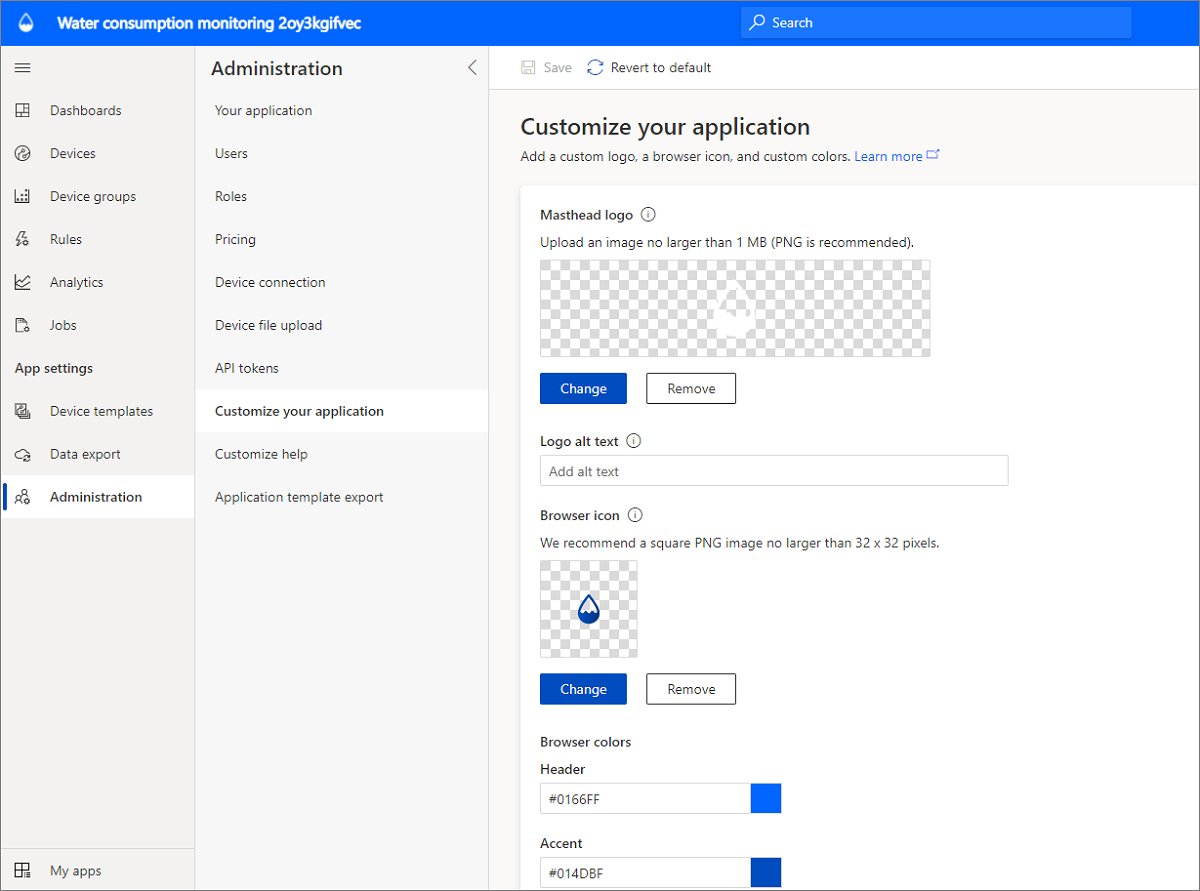 Water consumption monitoring 2oy3kgifvec
Search
Dashboards
Devices
Device groups
Rules
Analytics
Jobs
App settings
Device templates
Data export
Administration
My apps
Administration
Your application
Users
Roles
Pricing
Device connection
Device file upload
API tokens
Customize your application
Customize help
Application template export
Save
Revert to default
Customize your application
Add a custom logo, a browser icon, and custom colors. Learn more
Masthead logo
Upload an image no larger than 1 MB (PNG is recommended).
Change
Remove
Logo alt text
Add alt text
Browser icon
We recommend a square PNG image no larger than 32 x 32 pixels.
Change
Remove
Browser colors
Header
#0166FF
Accent
#014DBF